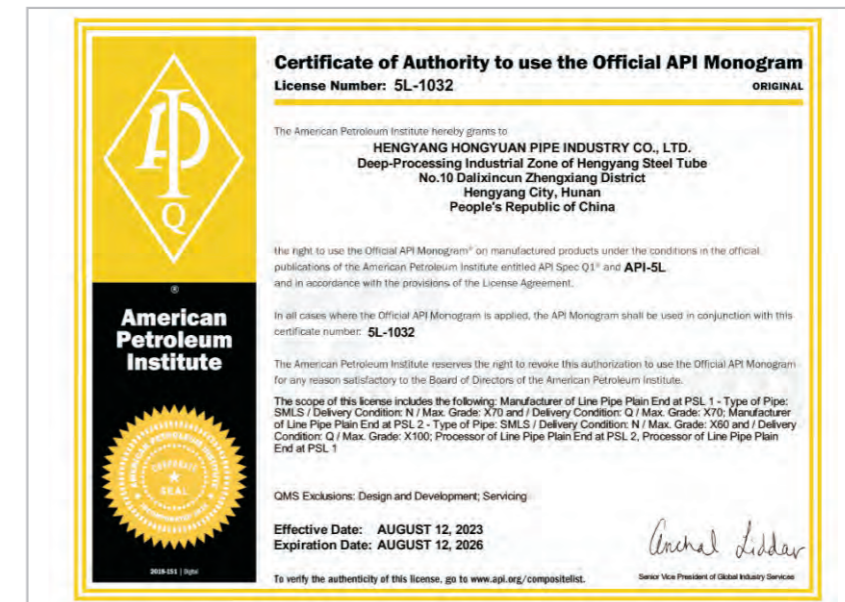 Certificate of Authority to use the Official API Monogram
License Number: 5L-1032
ORIGINAL
The American Petroleum Institute hereby grants to
HENGYANG HONGYUAN PIPE INDUSTRY CO., LTD.
Deep-Processing Industrial Zone of Hengyang Steel Tube
No.10 Dalixincun Zhengxiang District
Hengyang City, Hunan
People's Republic of China
the right to use the Official API Monogram® on manufactured products under the conditions in the official
publications of the American Petroleum Institute entitled API Spec Q1® and API-5L
and in accordance with the provisions of the License Agreement.
In all cases where the Official API Monogram is applied, the API Monogram shall be used in conjunction with this
certificate number: 5L-1032
The American Petroleum Institute reserves the right to revoke this authorization to use the Official API Monogram
for any reason satisfactory to the Board of Directors of the American Petroleum Institute.
The scope of this license includes the following: Manufacturer of Line Pipe Plain End at PSL 1 - Type of Pipe:
SMLS / Delivery Condition: N / Max. Grade: X70 and / Delivery Condition: Q / Max. Grade: X70; Manufacturer
of Line Pipe Plain End at PSL 2 - Type of Pipe: SMLS / Delivery Condition: N / Max. Grade: X60 and / Delivery
Condition: Q / Max. Grade: X100; Processor of Line Pipe Plain End at PSL 2, Processor of Line Pipe Plain
End at PSL 1
QMS Exclusions: Design and Development; Servicing
Effective Date: AUGUST 12, 2023
Expiration Date: AUGUST 12, 2026
To verify the authenticity of this license, go to www.api.org/compositelist.
Anchal Liddar
Senior Vice President of Global Industry Services
API
Q
®
American
Petroleum
Institute
AMERICAN PETROLEUM INSTITUTE
CORPORATE
SEAL
2019-151 | Digital